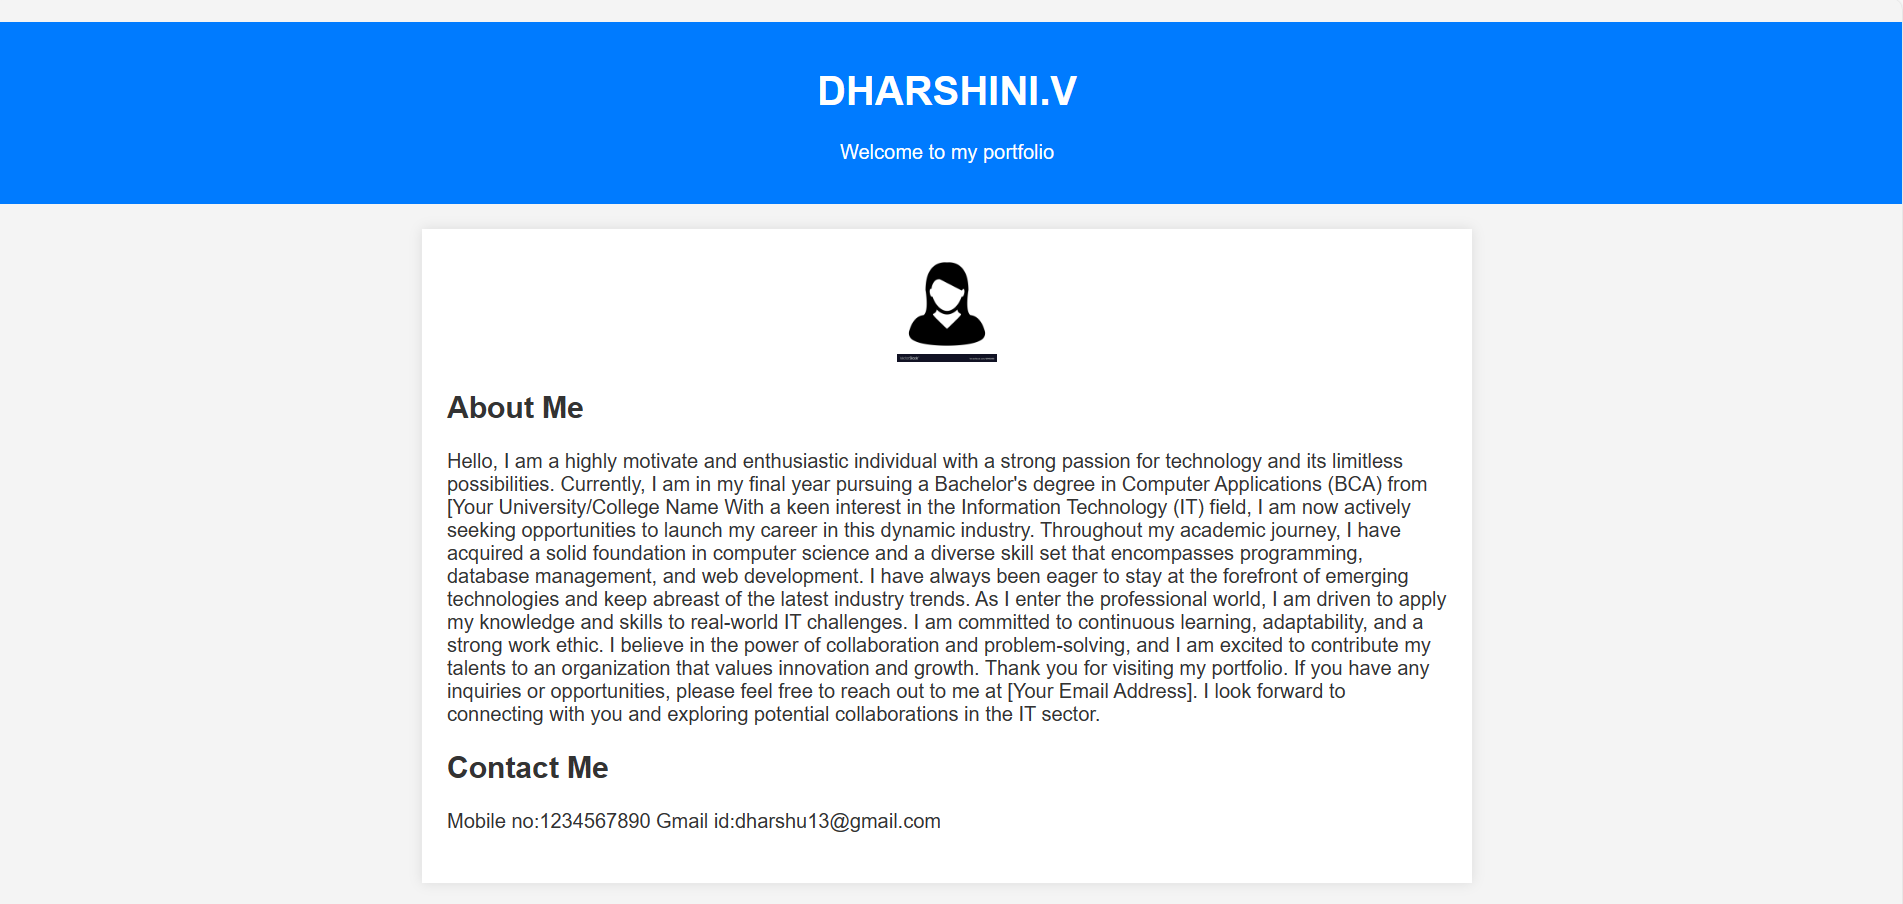 DHARSHINI.V
Welcome to my portfolio
About Me
Hello, I am a highly motivate and enthusiastic individual with a strong passion for technology and its limitless
possibilities. Currently, I am in my final year pursuing a Bachelor's degree in Computer Applications (BCA) from
[Your University/College Name With a keen interest in the Information Technology (IT) field, I am now actively
seeking opportunities to launch my career in this dynamic industry. Throughout my academic journey, I have
acquired a solid foundation in computer science and a diverse skill set that encompasses programming,
database management, and web development. I have always been eager to stay at the forefront of emerging
technologies and keep abreast of the latest industry trends. As I enter the professional world, I am driven to apply
my knowledge and skills to real-world IT challenges. I am committed to continuous learning, adaptability, and a
strong work ethic. I believe in the power of collaboration and problem-solving, and I am excited to contribute my
talents to an organization that values innovation and growth. Thank you for visiting my portfolio. If you have any
inquiries or opportunities, please feel free to reach out to me at [Your Email Address]. I look forward to
connecting with you and exploring potential collaborations in the IT sector.
Contact Me
Mobile no:1234567890 Gmail id:dharshu13@gmail.com